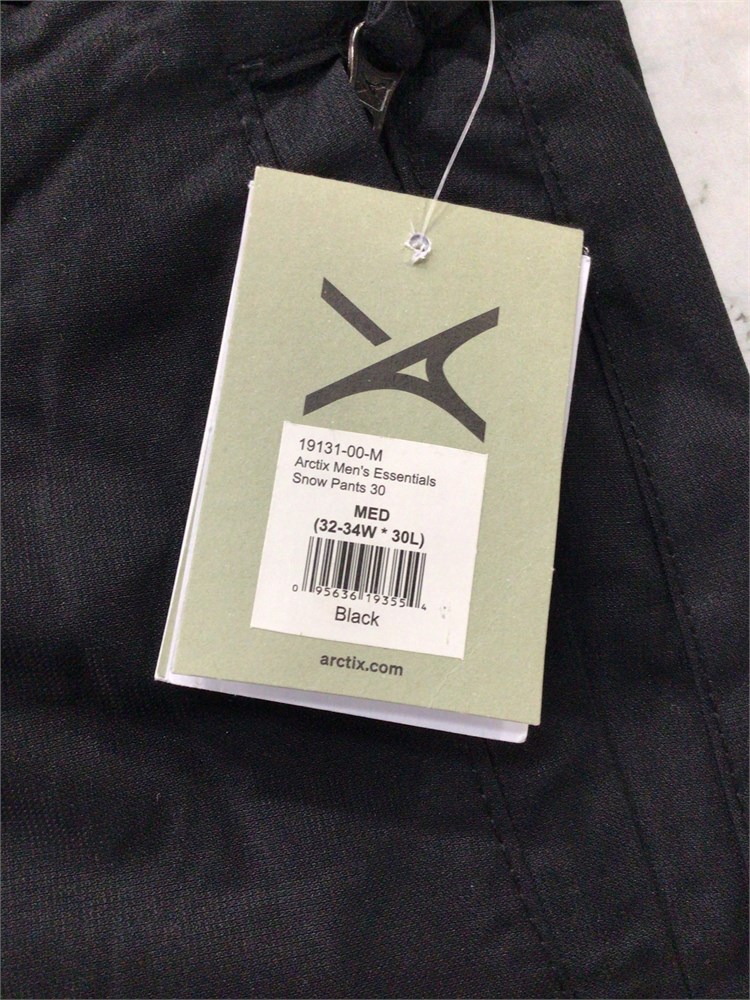 19131-00-M
Arctix Men's Essentials
Snow Pants 30
MED
(32-34W * 30L)
0 95636 19355 4
Black
arctix.com